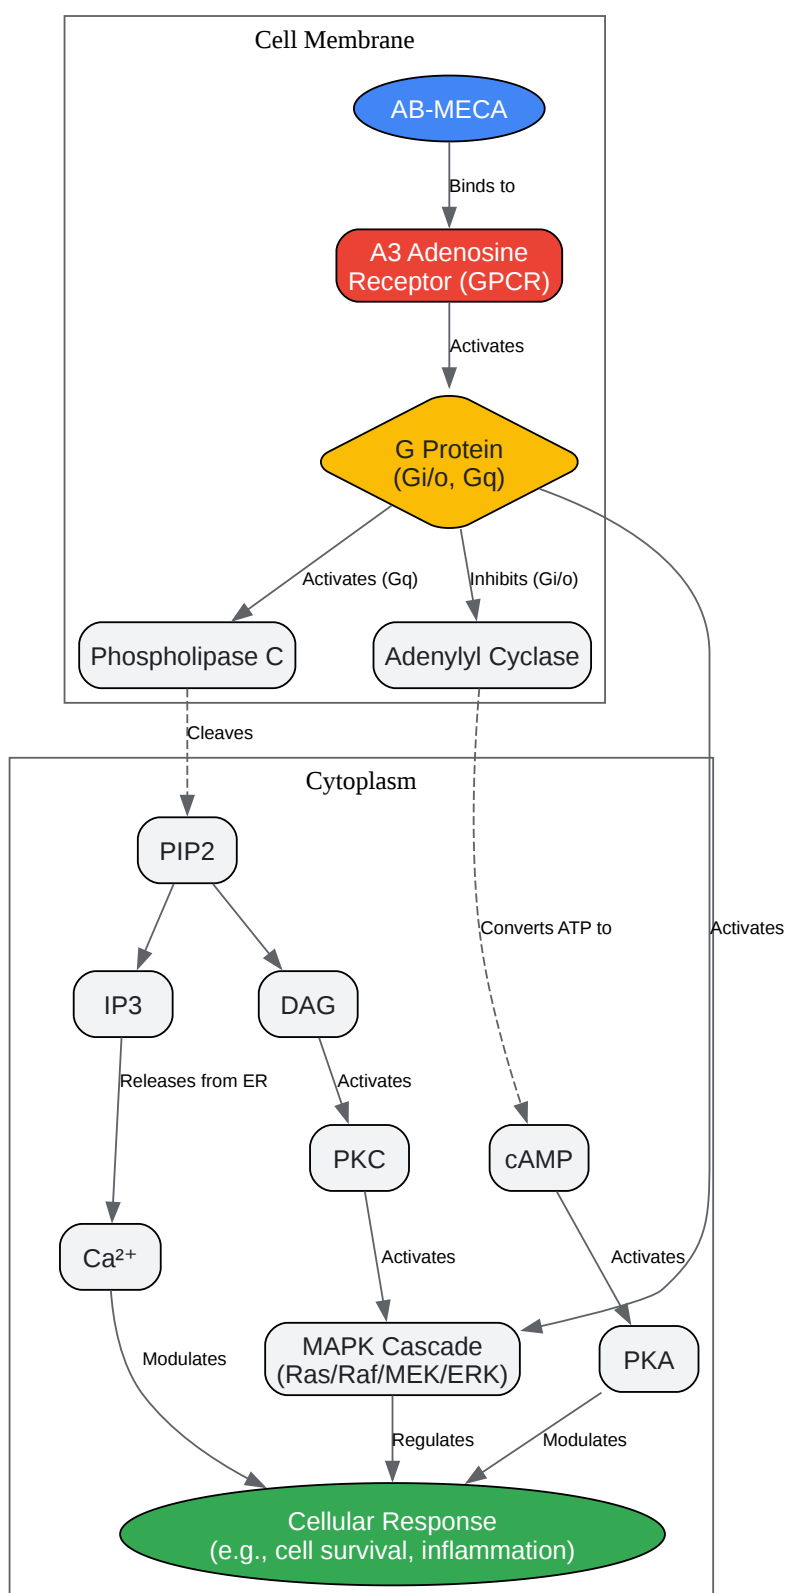 Cell Membrane
AB-MECA
Binds to
A3 Adenosine
Receptor (GPCR)
Activates
G Protein
(Gi/o, Gq)
Activates (Gq)
Inhibits (Gi/o)
Phospholipase C
Adenylyl Cyclase
Cleaves
Cytoplasm
PIP2
Converts ATP to
Activates
IP3
DAG
Releases from ER
Activates
PKC
cAMP
Ca²⁺
Activates
Activates
MAPK Cascade
(Ras/Raf/MEK/ERK)
PKA
Modulates
Regulates
Modulates
Cellular Response
(e.g., cell survival, inflammation)